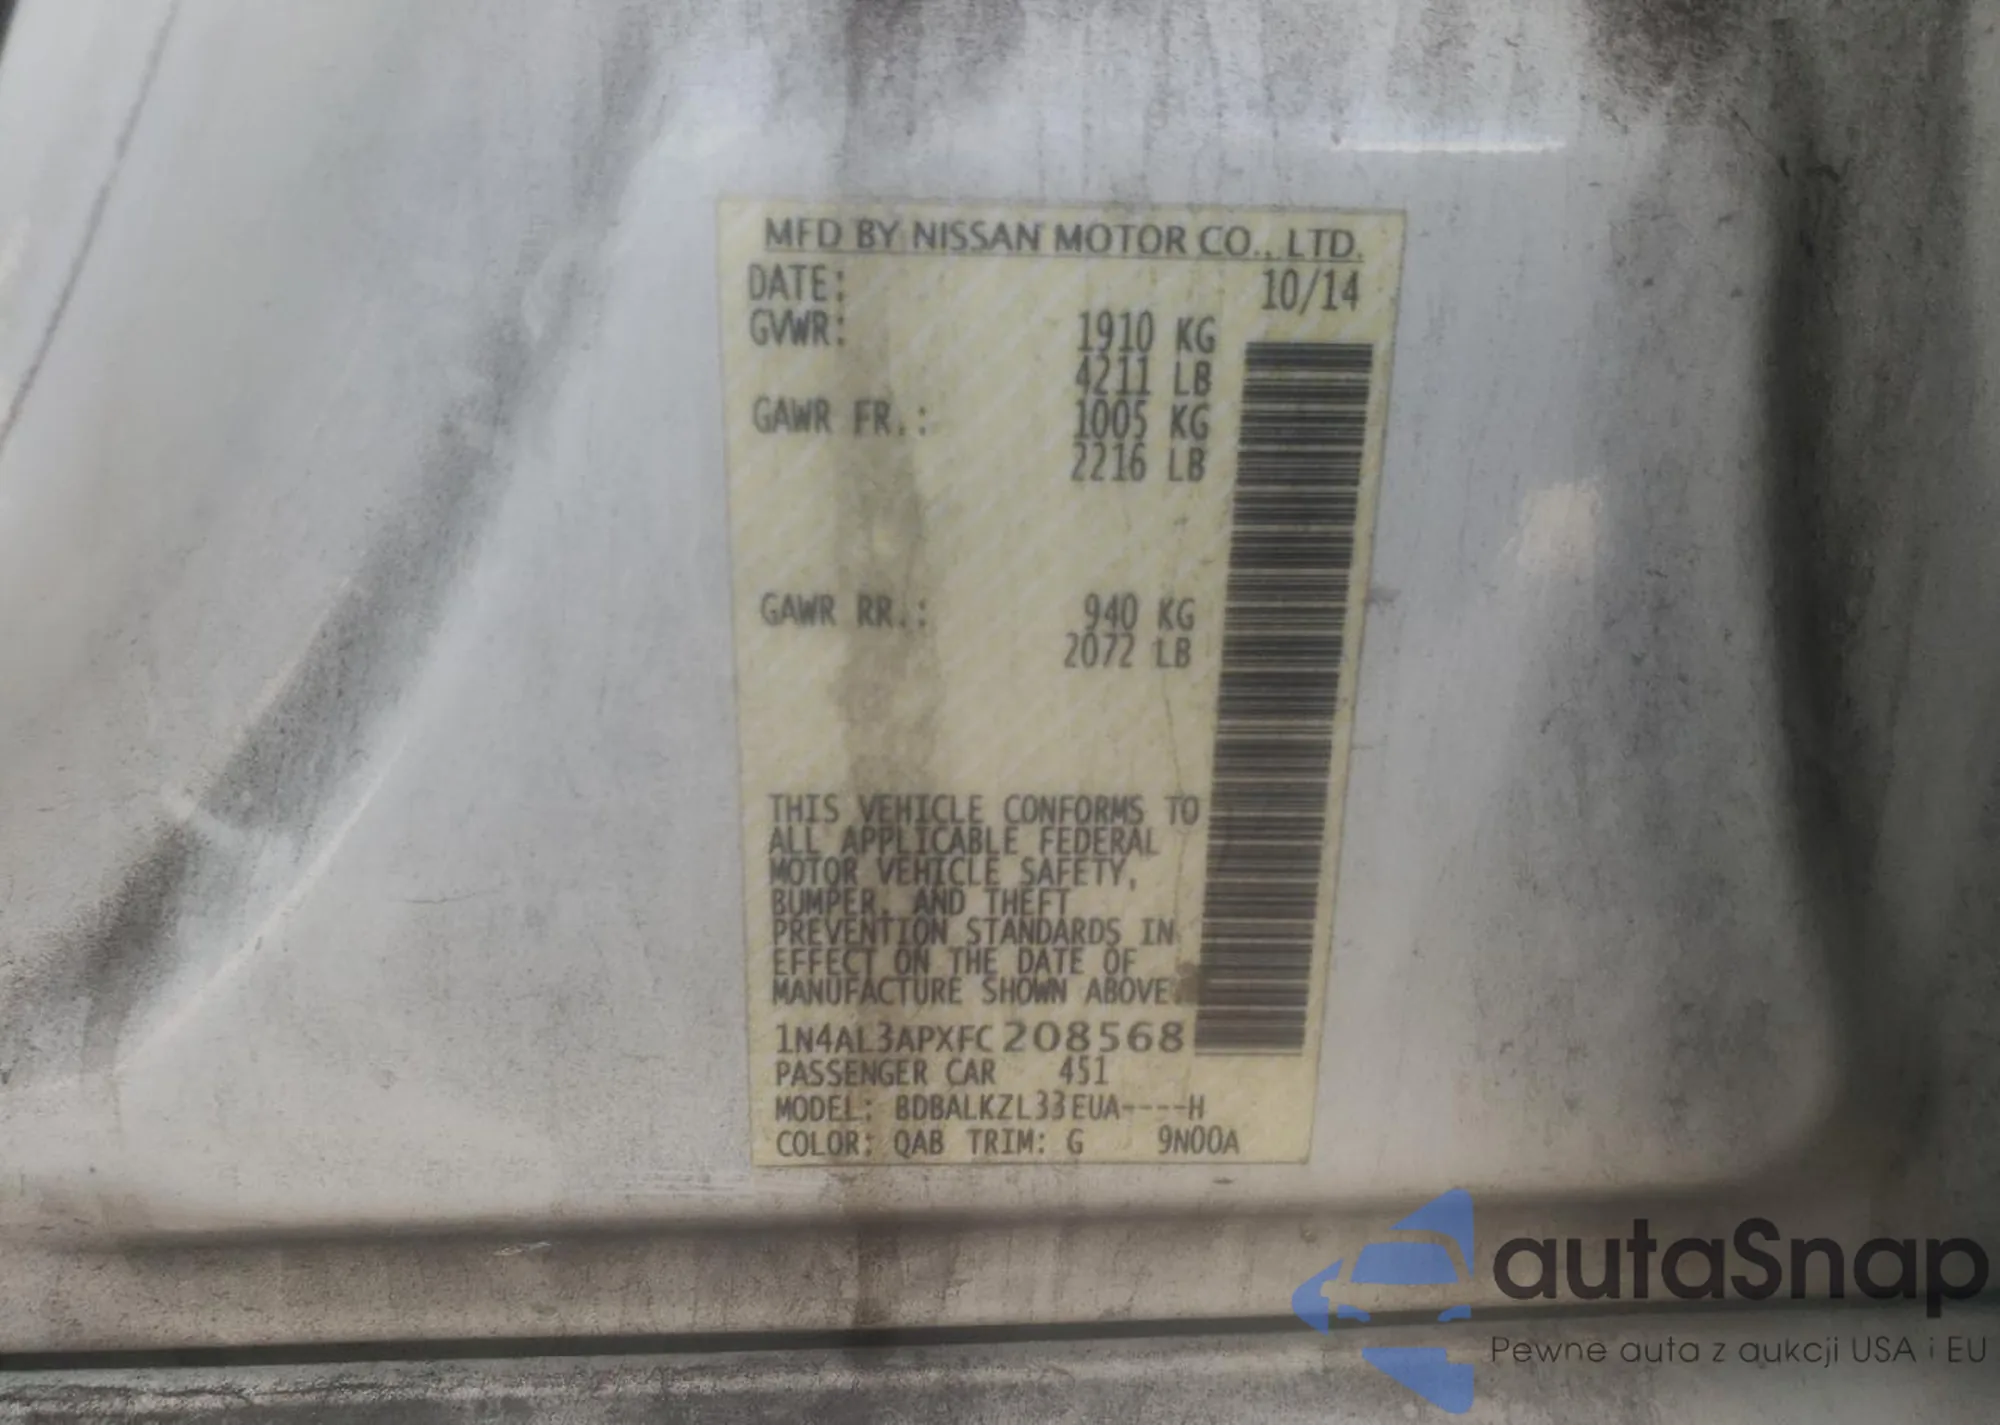 MFD BY NISSAN MOTOR CO., LTD.
DATE: 10/14
GVWR: 1910 KG
4211 LB
GAWR FR.: 1005 KG
2216 LB
GAWR RR.: 940 KG
2072 LB
THIS VEHICLE CONFORMS TO
ALL APPLICABLE FEDERAL
MOTOR VEHICLE SAFETY,
BUMPER, AND THEFT
PREVENTION STANDARDS IN
EFFECT ON THE DATE OF
MANUFACTURE SHOWN ABOVE.
1N4AL3APXFC208568
PASSENGER CAR 451
MODEL: BDBALKZL33EUA----H
COLOR: QAB TRIM: G 9N00A
autaSnap
Pewne auta z aukcji USA i EU